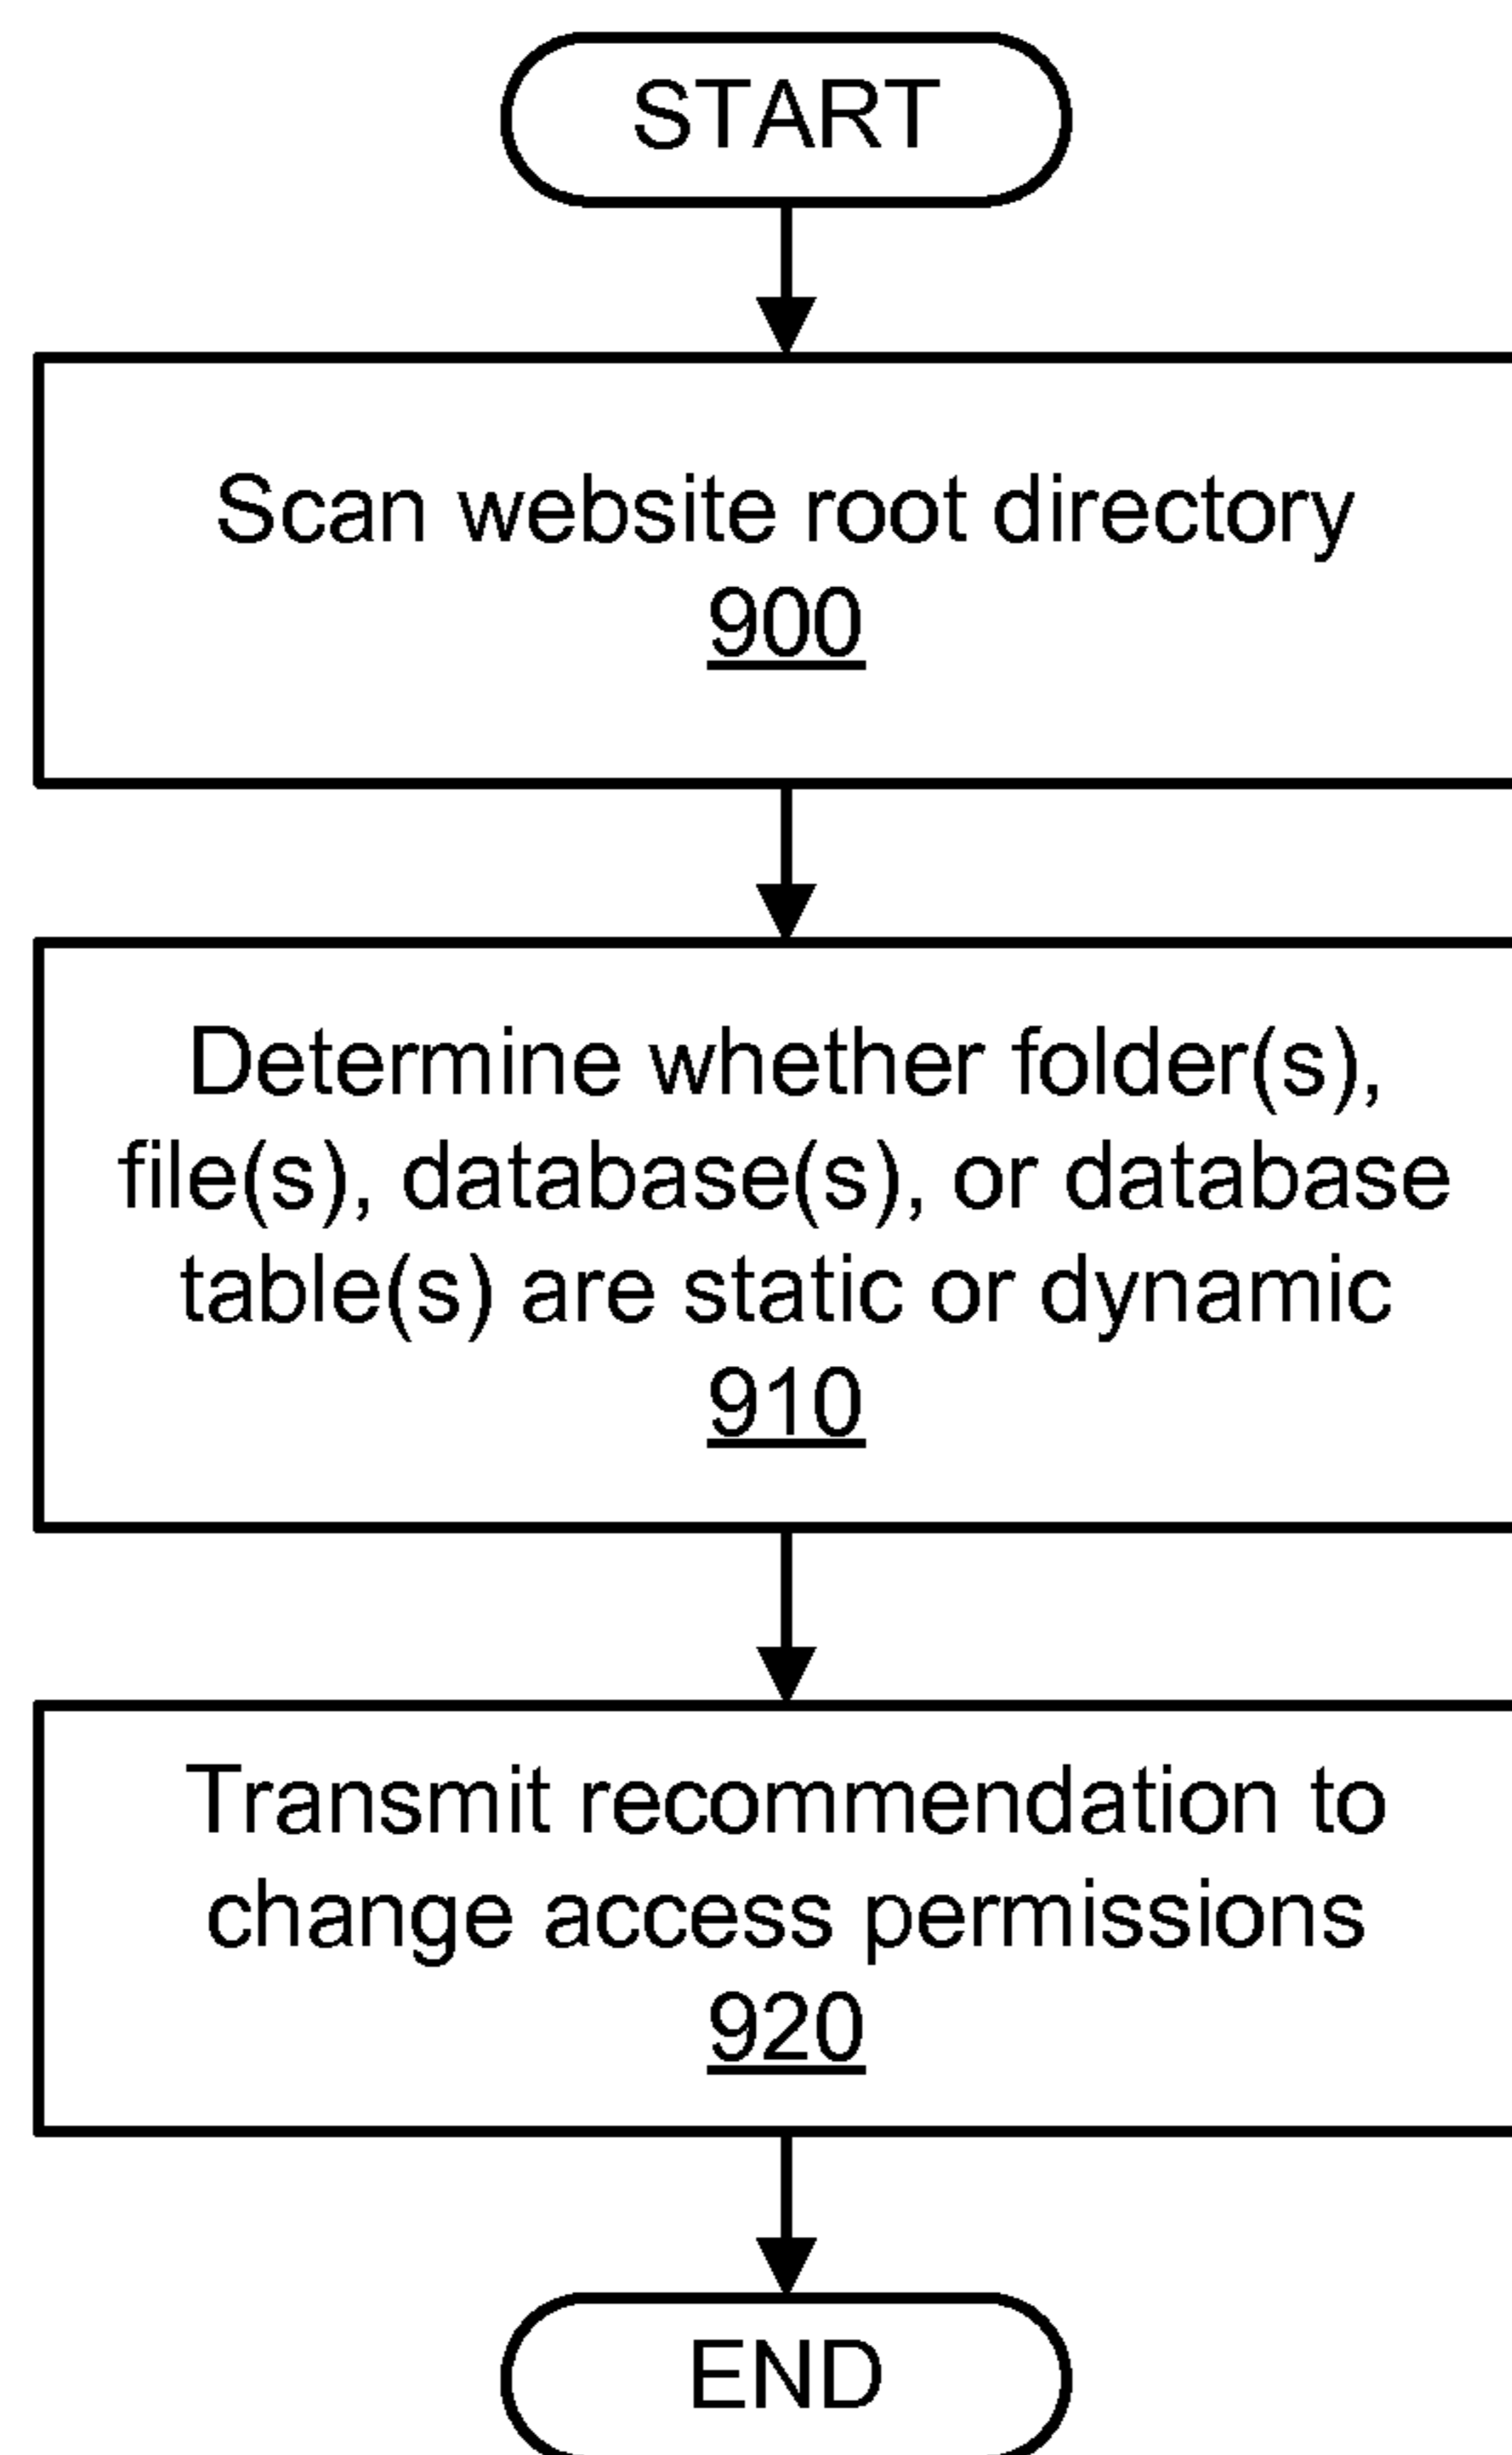 START
Scan website root directory
900
Determine whether folder(s),
file(s), database(s), or database
table(s) are static or dynamic
910
Transmit recommendation to
change access permissions
920
END